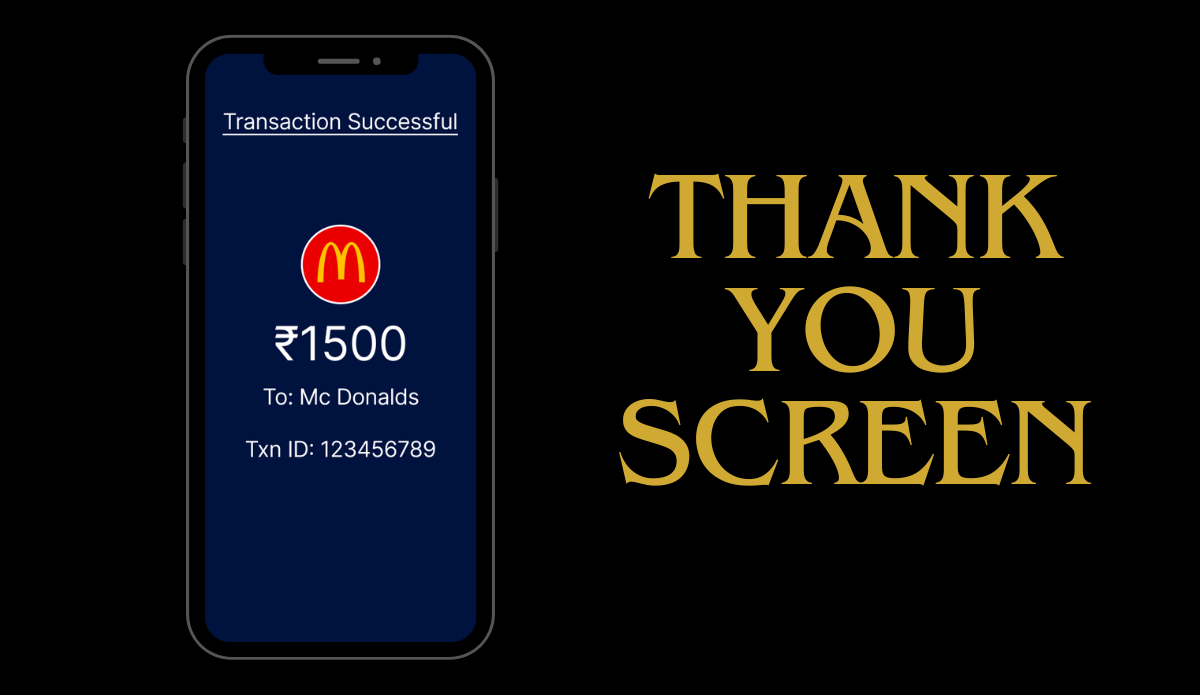 Transaction Successful
₹1500
To: Mc Donalds
Txn ID: 123456789
THANK
YOU
SCREEN